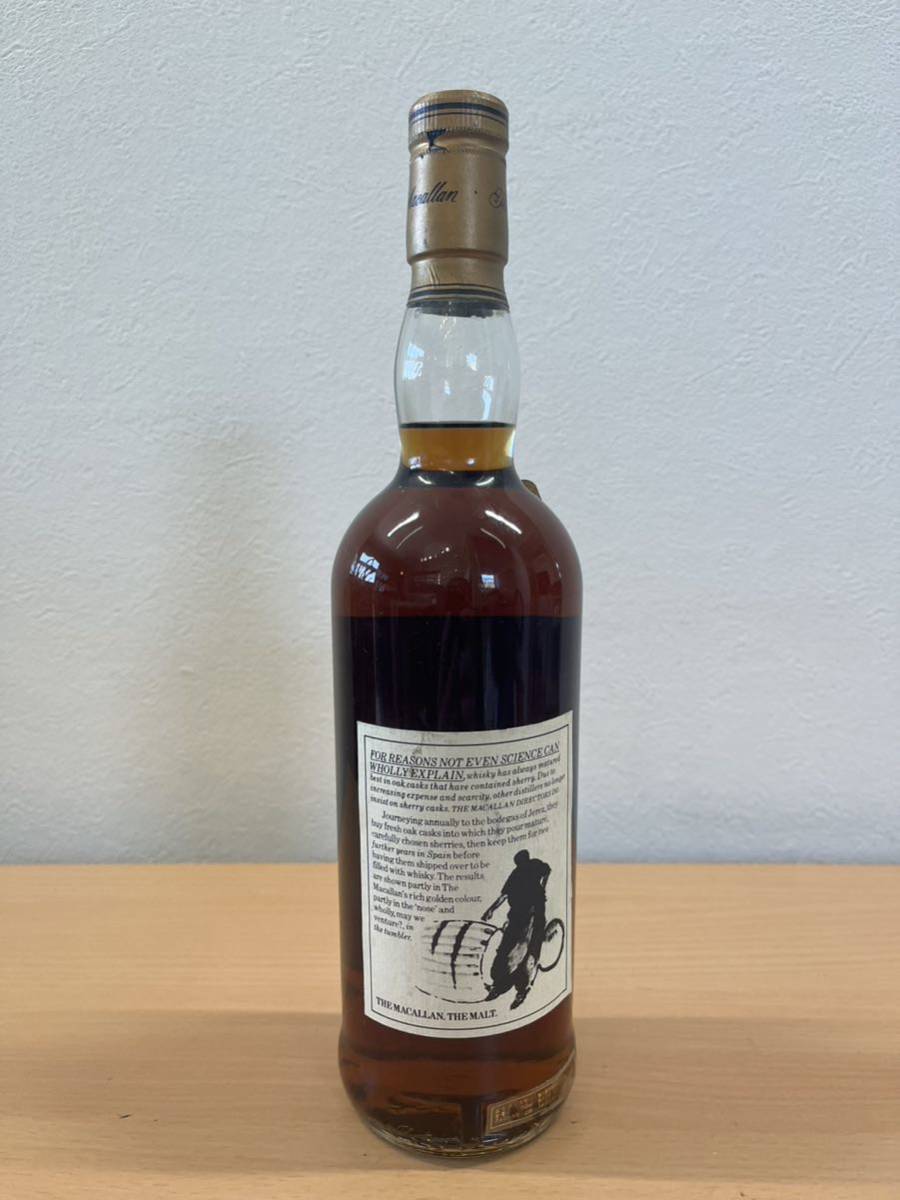 Macallan
FOR REASONS NOT EVEN SCIENCE CAN
WHOLLY EXPLAIN, whisky has always matured
best in oak casks that have contained sherry. Due to
increasing expense and scarcity, other distillers no longer
insist on sherry casks. THE MACALLAN DIRECTORS DO.
Journeying annually to the bodegas of Jerez, they
buy fresh oak casks into which they pour mature,
carefully chosen sherries, then keep them for two
further years in Spain before
having them shipped over to be
filled with whisky. The results
are shown partly in The
Macallan's rich golden colour,
partly in the 'nose' and
wholly, may we
venture?, in
the tumbler.
THE MACALLAN. THE MALT.